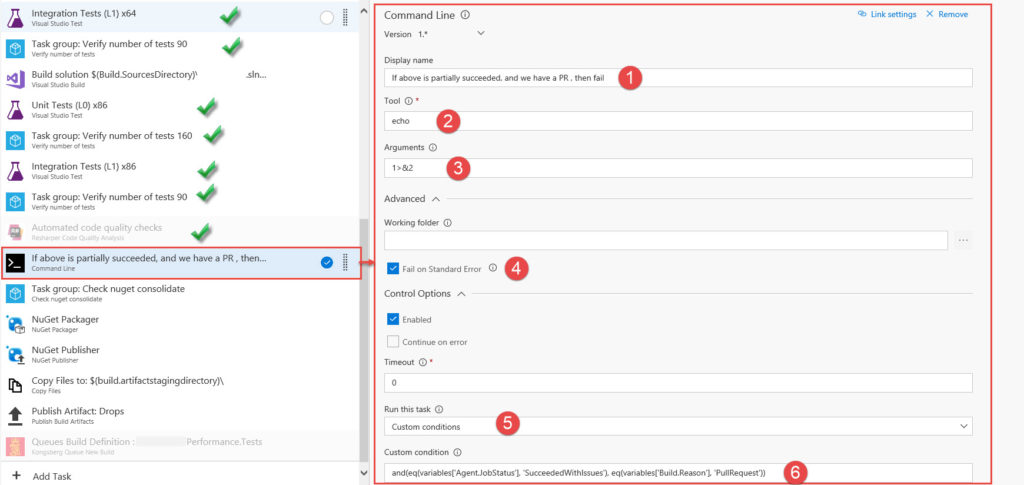 Integration Tests (L1) x64
Visual Studio Test
Task group: Verify number of tests 90
Verify number of tests
Build solution $(Build.SourcesDirectory)\ .sln...
Visual Studio Build
Unit Tests (L0) x86
Visual Studio Test
Task group: Verify number of tests 160
Verify number of tests
Integration Tests (L1) x86
Visual Studio Test
Task group: Verify number of tests 90
Verify number of tests
Automated code quality checks
Resharper Code Quality Analysis
If above is partially succeeded, and we have a PR , then...
Command Line
Task group: Check nuget consolidate
Check nuget consolidate
NuGet Packager
NuGet Packager
NuGet Publisher
NuGet Publisher
Copy Files to: $(build.artifactstagingdirectory)\
Copy Files
Publish Artifact: Drops
Publish Build Artifacts
Queues Build Definition : Performance.Tests
Kongsberg Queue New Build
+ Add Task
Command Line
Link settings
Remove
Version 1.*
Display name
If above is partially succeeded, and we have a PR , then fail
1
Tool *
echo
2
Arguments
1>&2
3
Advanced
Working folder
...
Fail on Standard Error
4
Control Options
Enabled
Continue on error
Timeout *
0
Run this task
Custom conditions
5
Custom condition
and(eq(variables['Agent.JobStatus'], 'SucceededWithIssues'), eq(variables['Build.Reason'], 'PullRequest'))
6